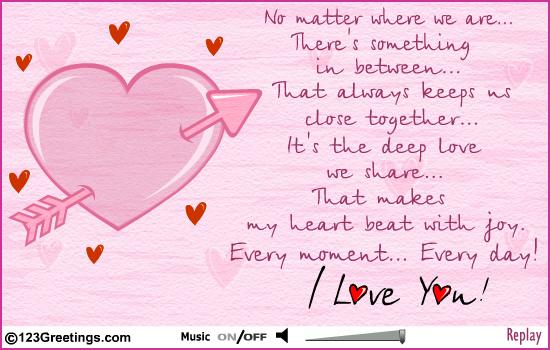 No matter where we are...
There's something
in between...
That always keeps us
close together...
It's the deep love
we share...
That makes
my heart beat with joy.
Every moment... Every day!
I Love You!
©123Greetings.com Music ON/OFF Replay